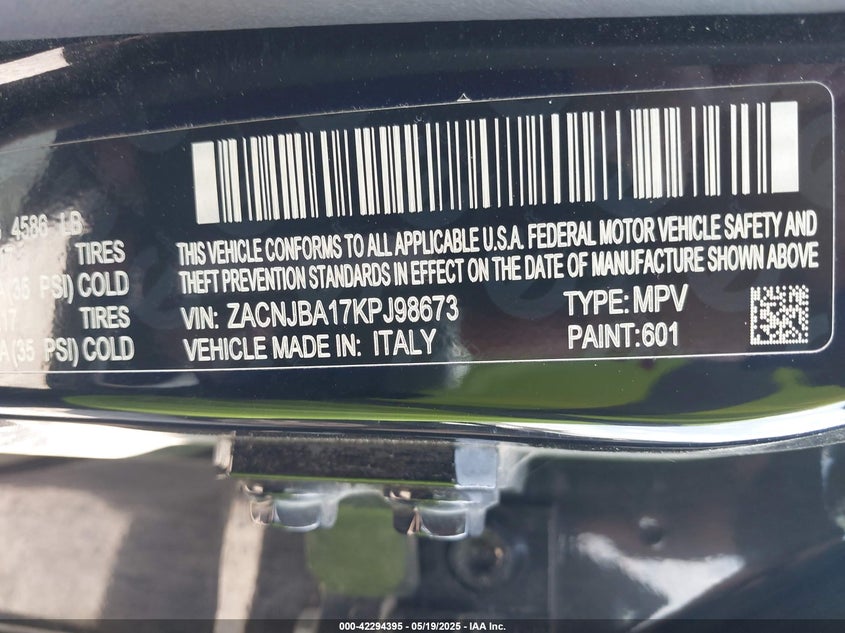 4586 LB
TIRES
(35 PSI) COLD
TIRES
(35 PSI) COLD
THIS VEHICLE CONFORMS TO ALL APPLICABLE U.S.A. FEDERAL MOTOR VEHICLE SAFETY AND
THEFT PREVENTION STANDARDS IN EFFECT ON THE DATE OF MANUFACTURE SHOWN ABOVE
VIN: ZACNJBA17KPJ98673 TYPE: MPV
VEHICLE MADE IN: ITALY PAINT:601
000-42294395 - 05/19/2025 - IAA Inc.